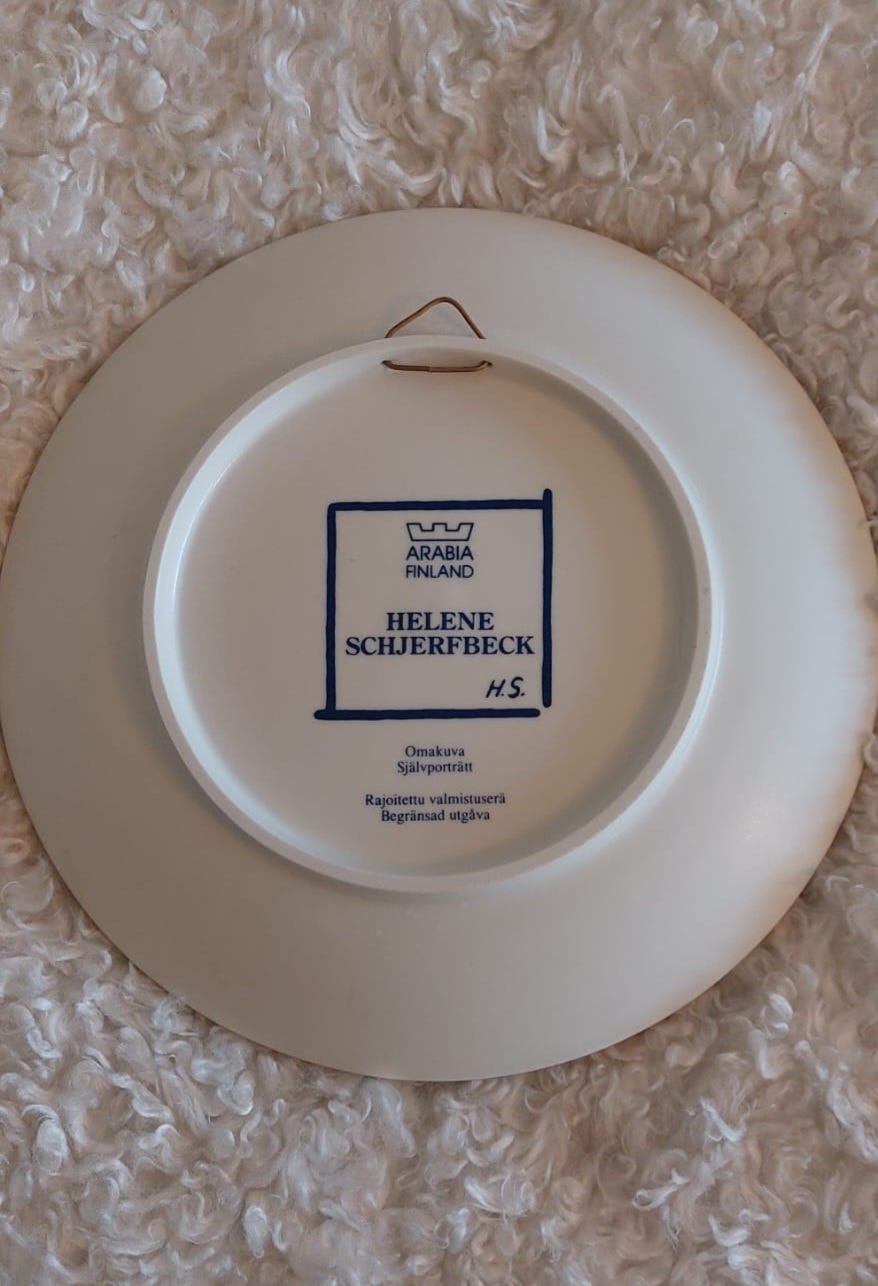 ARABIA
FINLAND
HELENE
SCHJERFBECK
H.S.
Omakuva
Självporträtt
Rajoitettu valmistuserä
Begränsad utgåva